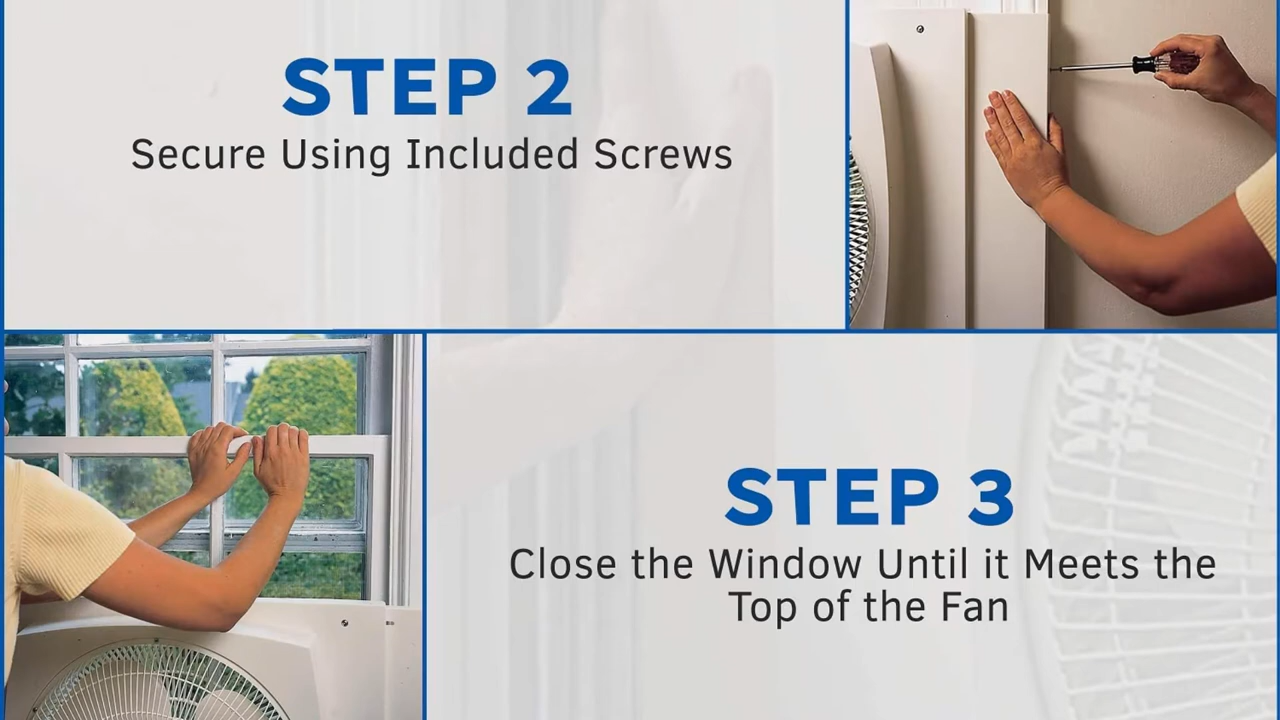 STEP 2
Secure Using Included Screws
STEP 3
Close the Window Until it Meets the
Top of the Fan